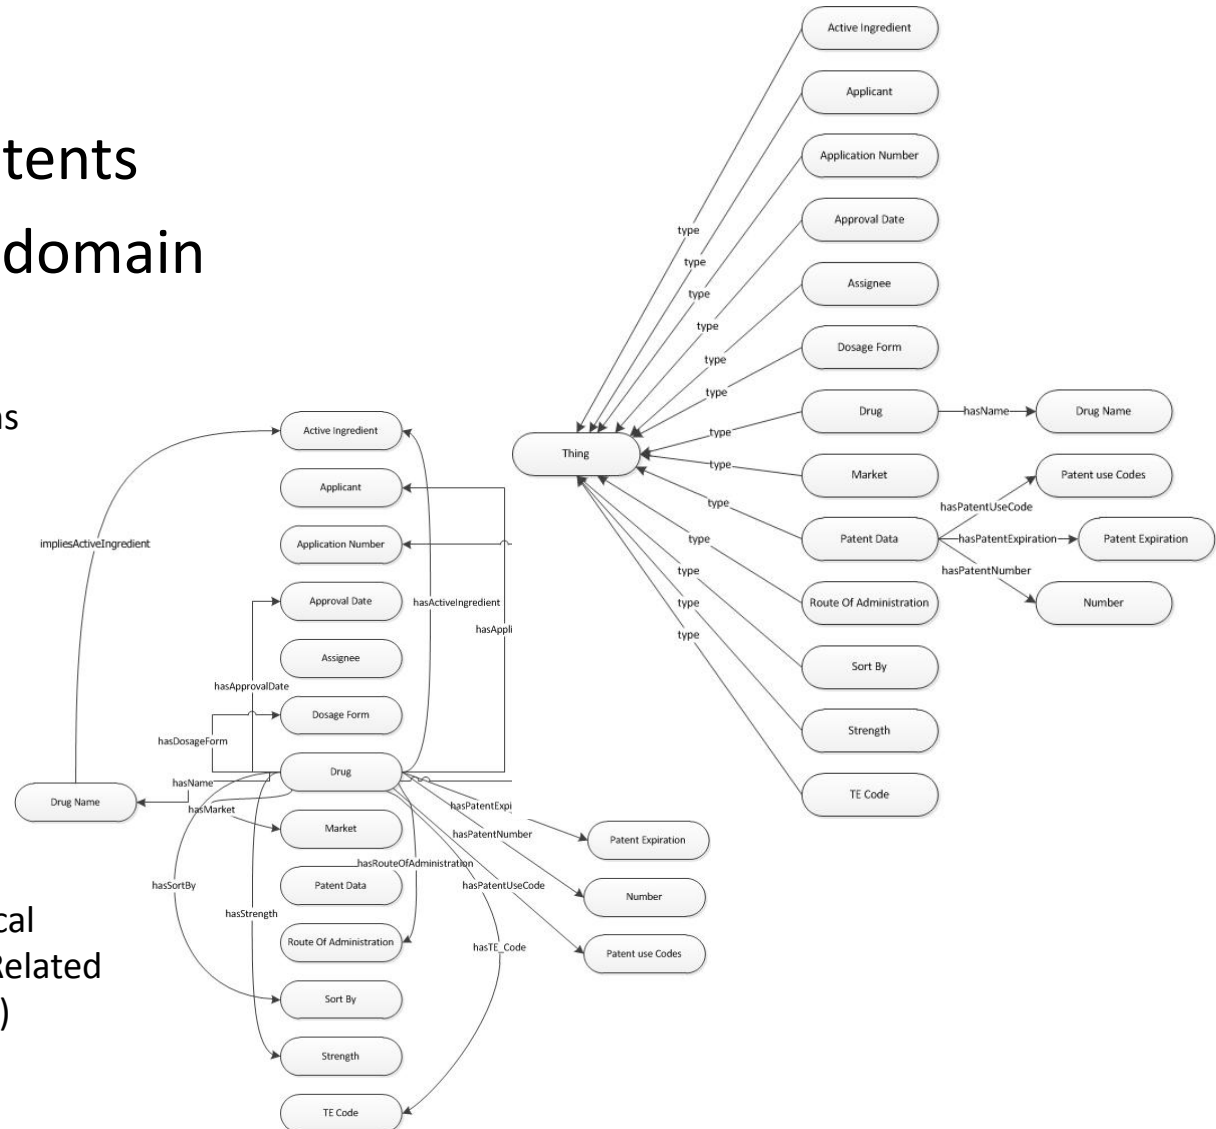 tents
domain
ns
cal
Related
)
Active Ingredient
Applicant
Application Number
Approval Date
Assignee
Dosage Form
Drug
Market
Patent Data
Route Of Administration
Sort By
Strength
TE Code
Thing
type
type
type
type
type
type
type
type
type
type
type
type
type
hasName
Drug Name
hasPatentUseCode
Patent use Codes
hasPatentExpiration
Patent Expiration
hasPatentNumber
Number
Active Ingredient
Applicant
Application Number
Approval Date
Assignee
Dosage Form
Drug
Market
Patent Data
Route Of Administration
Sort By
Strength
TE Code
impliesActiveIngredient
hasActiveIngredient
hasAppli
hasApprovalDate
hasDosageForm
hasName
Drug Name
hasMarket
hasPatentExpi
Patent Expiration
hasPatentNumber
Number
hasRouteOfAdministration
hasPatentUseCode
Patent use Codes
hasSortBy
hasStrength
hasTE_Code